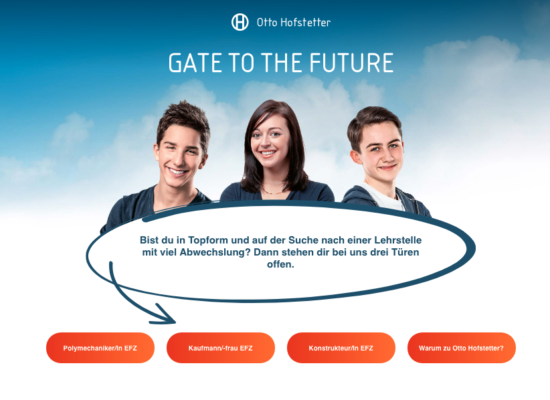 Otto Hofstetter
GATE TO THE FUTURE
Bist du in Topform und auf der Suche nach einer Lehrstelle
mit viel Abwechslung? Dann stehen dir bei uns drei Türen
offen.
Polymechaniker/in EFZ
Kaufmann/-frau EFZ
Konstrukteur/in EFZ
Warum zu Otto Hofstetter?